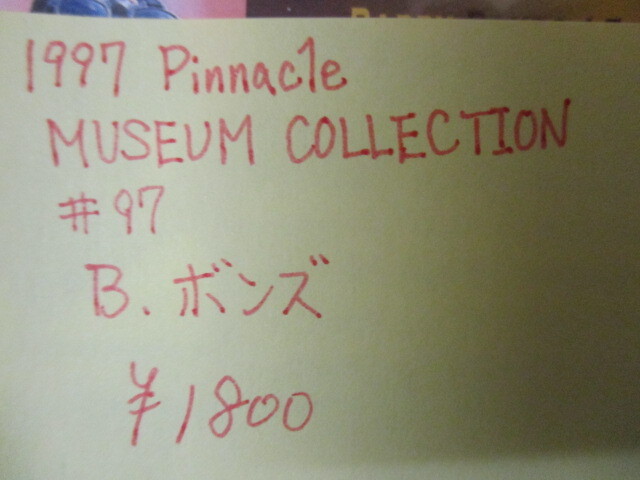 1997 Pinnacle
MUSEUM COLLECTION
#97
B. ボンズ
¥1800